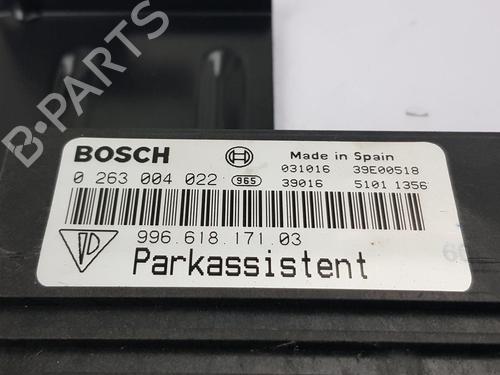 B-PARTS
BOSCH
Made in Spain
031016 39E00518
0 263 004 022 965
39016 5101 1356
996.618.171.03
Parkassistent